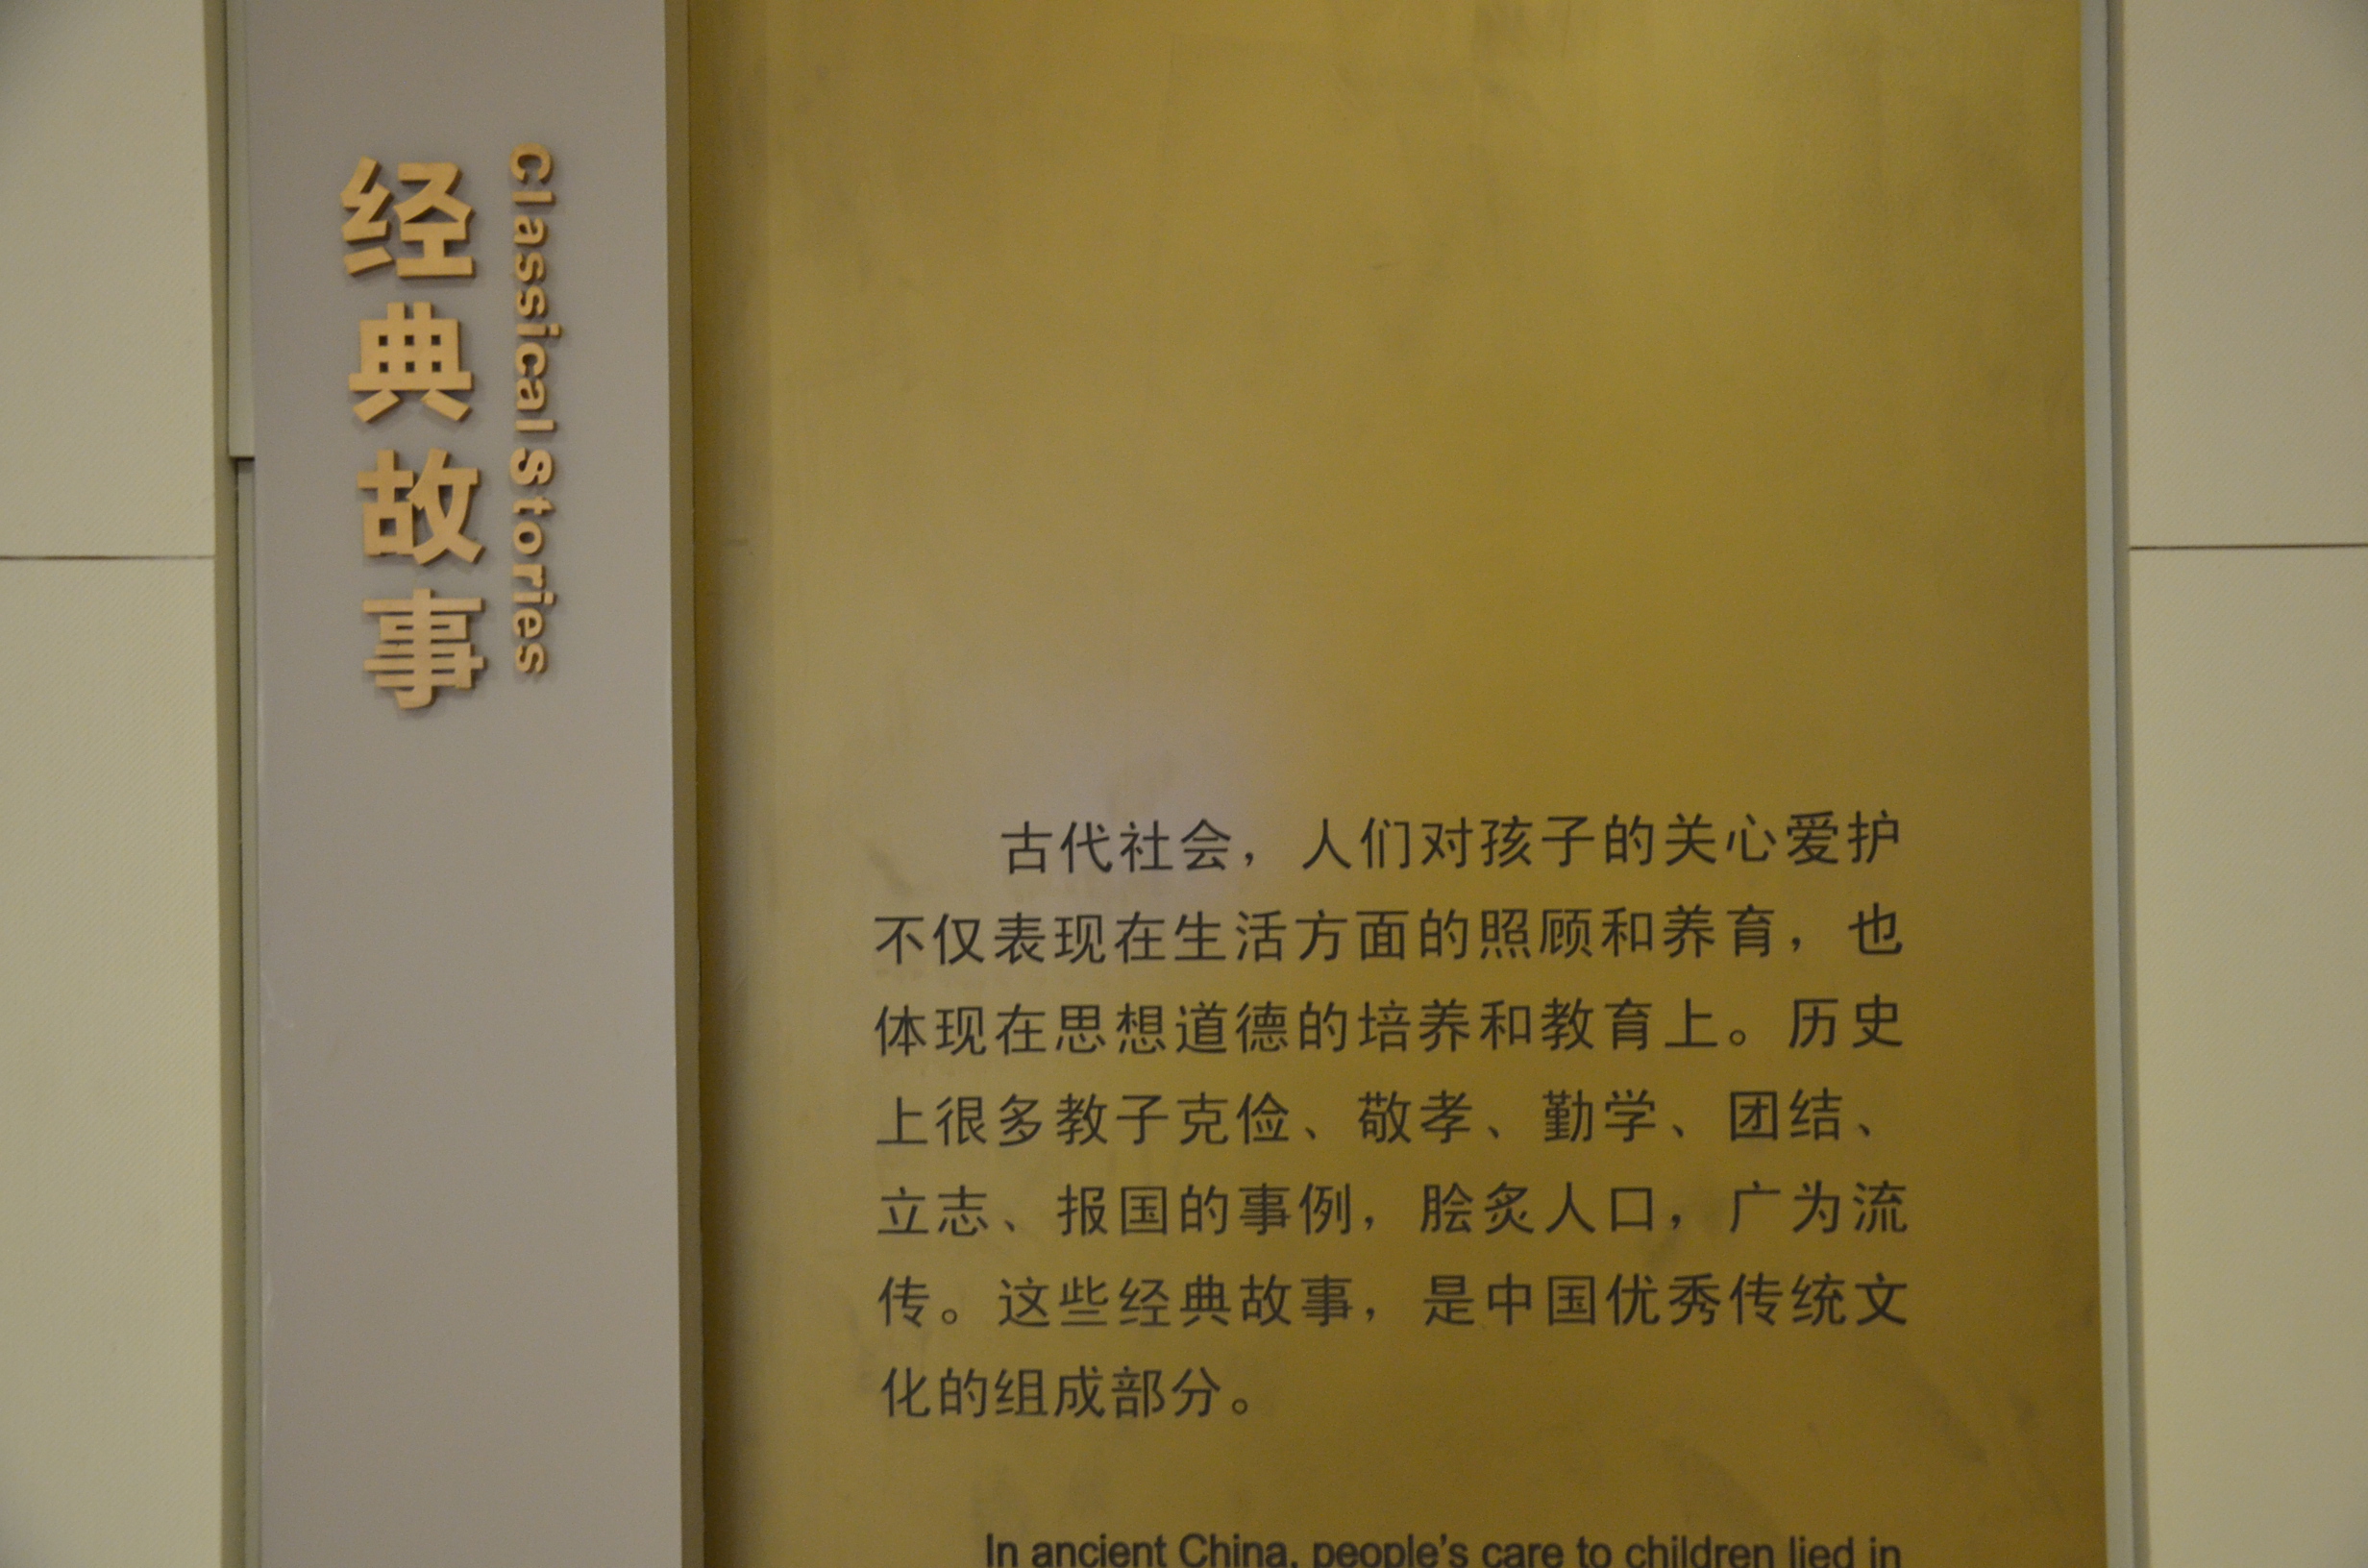 经典故事
Classical Stories
古代社会，人们对孩子的关心爱护
不仅表现在生活方面的照顾和养育，也
体现在思想道德的培养和教育上。历史
上很多教子克俭、敬孝、勤学、团结、
立志、报国的事例，脍炙人口，广为流
传。这些经典故事，是中国优秀传统文
化的组成部分。
In ancient China, people's care to children lied in